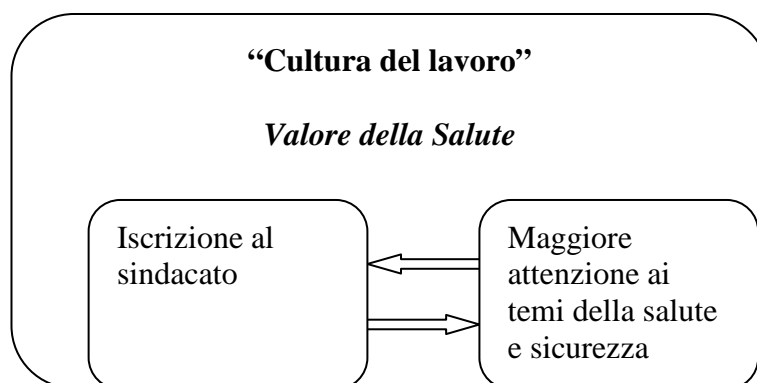 “Cultura del lavoro”
Valore della Salute
Iscrizione al
sindacato
Maggiore
attenzione ai
temi della salute
e sicurezza